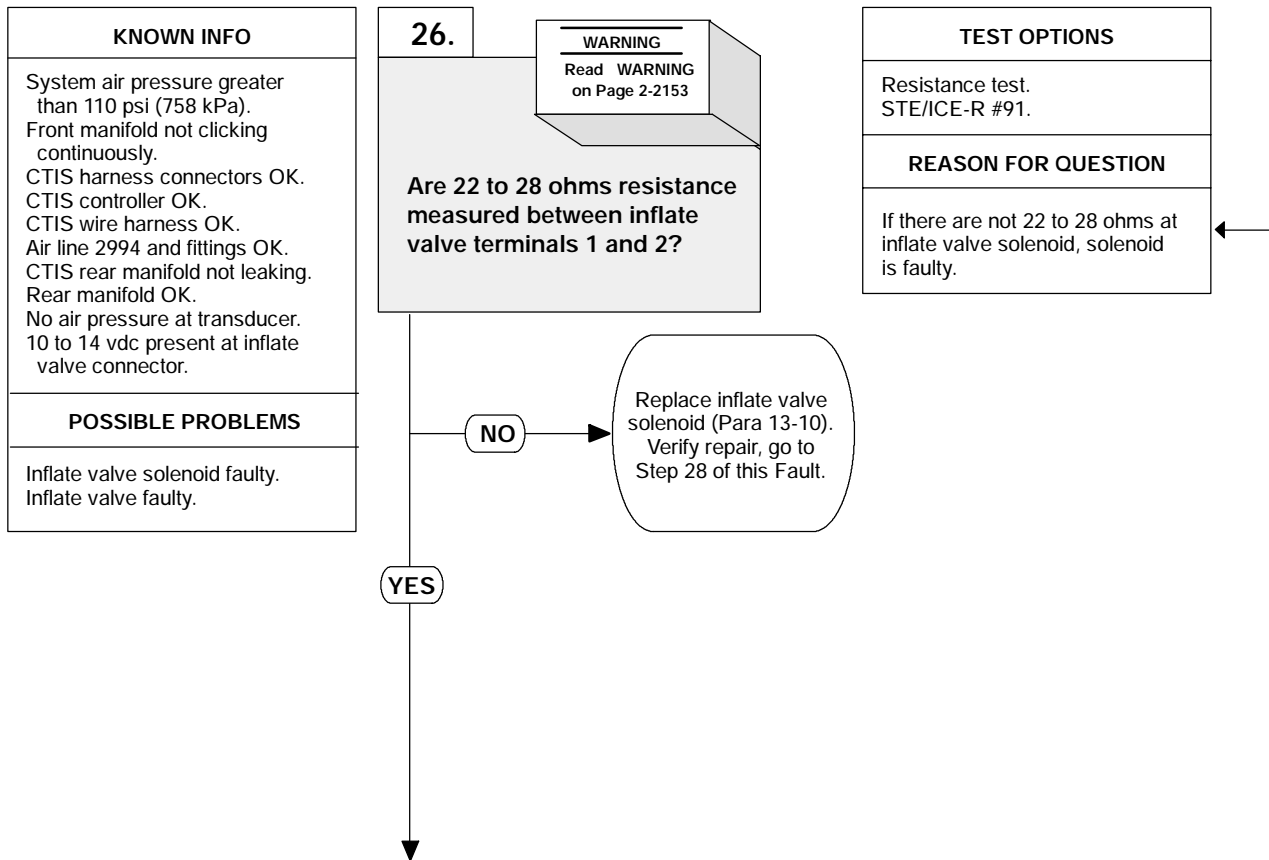 KNOWN INFO
System air pressure greater
than 110 psi (758 kPa).
Front manifold not clicking
continuously.
CTIS harness connectors OK.
CTIS controller OK.
CTIS wire harness OK.
Air line 2994 and fittings OK.
CTIS rear manifold not leaking.
Rear manifold OK.
No air pressure at transducer.
10 to 14 vdc present at inflate
valve connector.
POSSIBLE PROBLEMS
Inflate valve solenoid faulty.
Inflate valve faulty.
26.
WARNING
Read WARNING
on Page 2-2153
Are 22 to 28 ohms resistance
measured between inflate
valve terminals 1 and 2?
NO
Replace inflate valve
solenoid (Para 13-10).
Verify repair, go to
Step 28 of this Fault.
YES
TEST OPTIONS
Resistance test.
STE/ICE-R #91.
REASON FOR QUESTION
If there are not 22 to 28 ohms at
inflate valve solenoid, solenoid
is faulty.